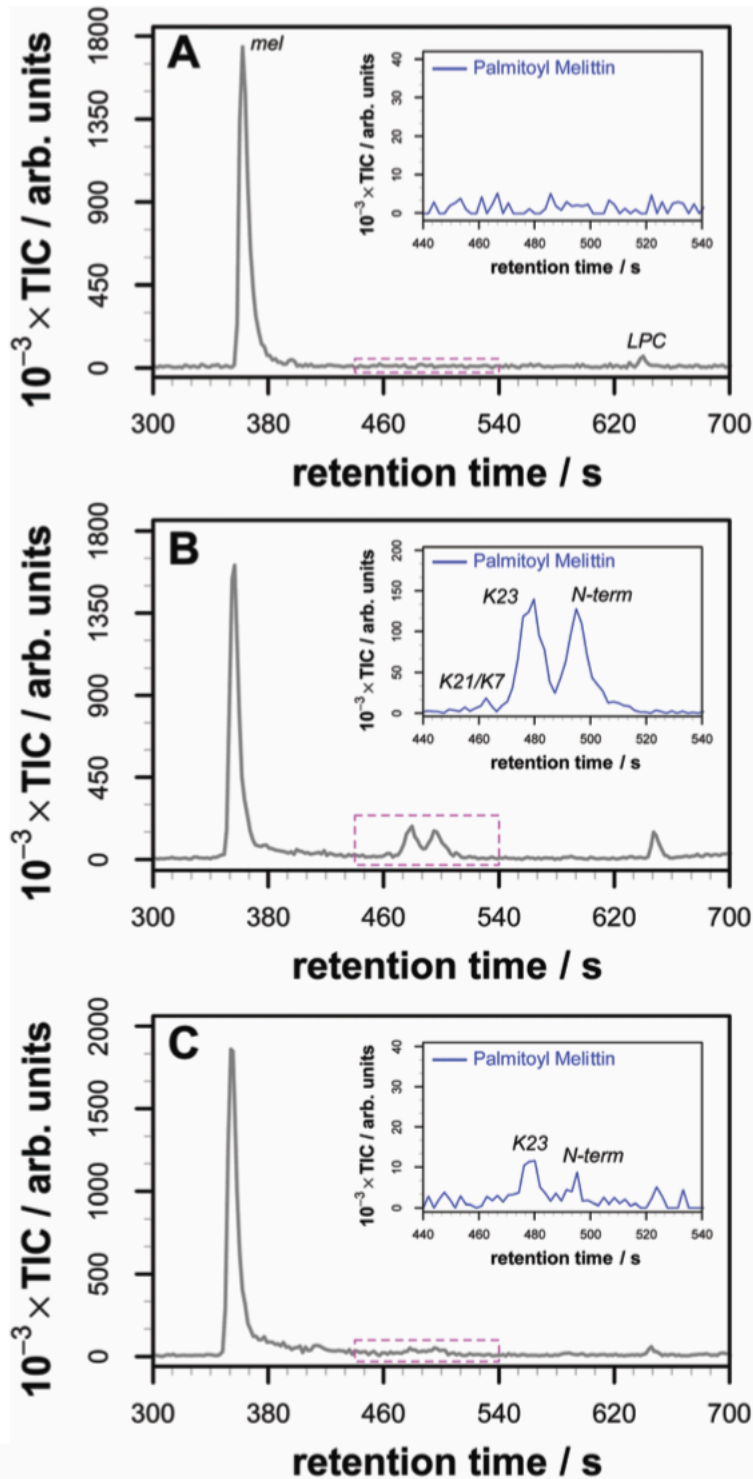 A
mel
10⁻³ × TIC / arb. units
1800
1350
900
450
0
Palmitoyl Melittin
10⁻³ × TIC / arb. units
40
30
20
10
0
440 460 480 500 520 540
retention time / s
LPC
300 380 460 540 620 700
retention time / s
B
10⁻³ × TIC / arb. units
1800
1350
900
450
0
Palmitoyl Melittin
10⁻³ × TIC / arb. units
200
150
100
50
0
K23
N-term
K21/K7
440 460 480 500 520 540
retention time / s
300 380 460 540 620 700
retention time / s
C
10⁻³ × TIC / arb. units
2000
1500
1000
500
0
Palmitoyl Melittin
10⁻³ × TIC / arb. units
40
30
20
10
0
K23
N-term
440 460 480 500 520 540
retention time / s
300 380 460 540 620 700
retention time / s